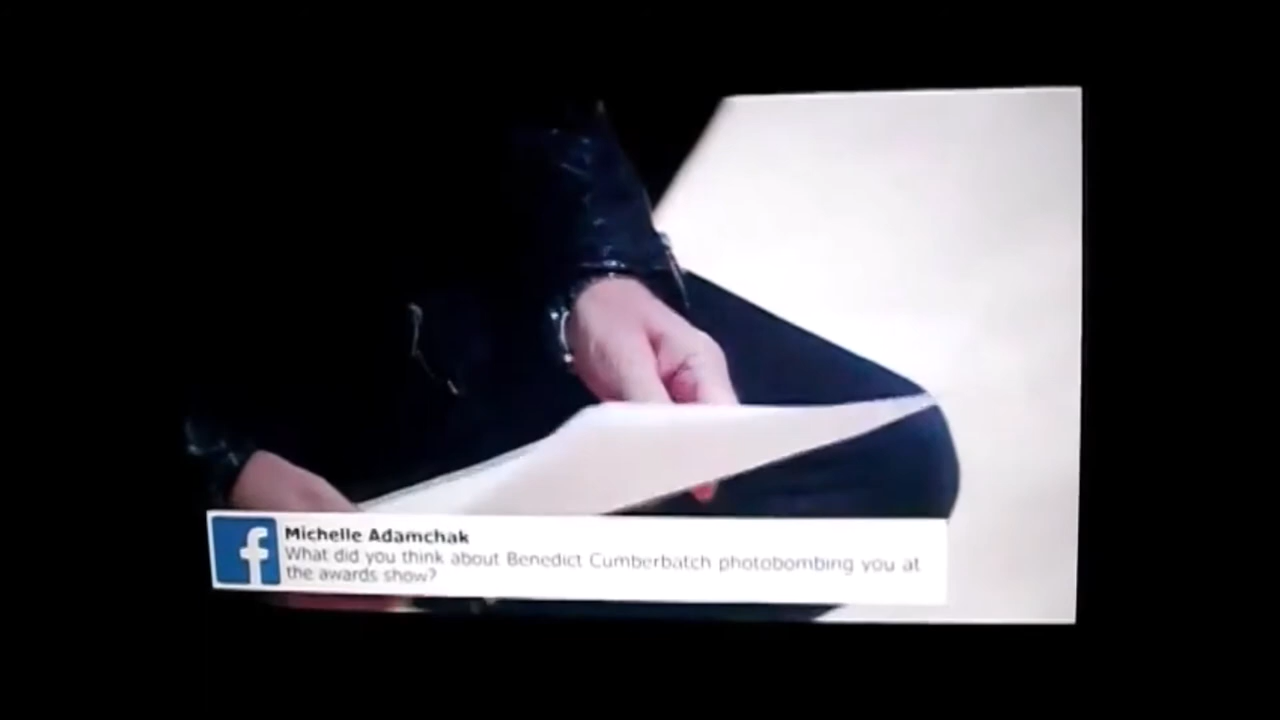 Michelle Adamchak
What did you think about Benedict Cumberbatch photobombing you at
the awards show?